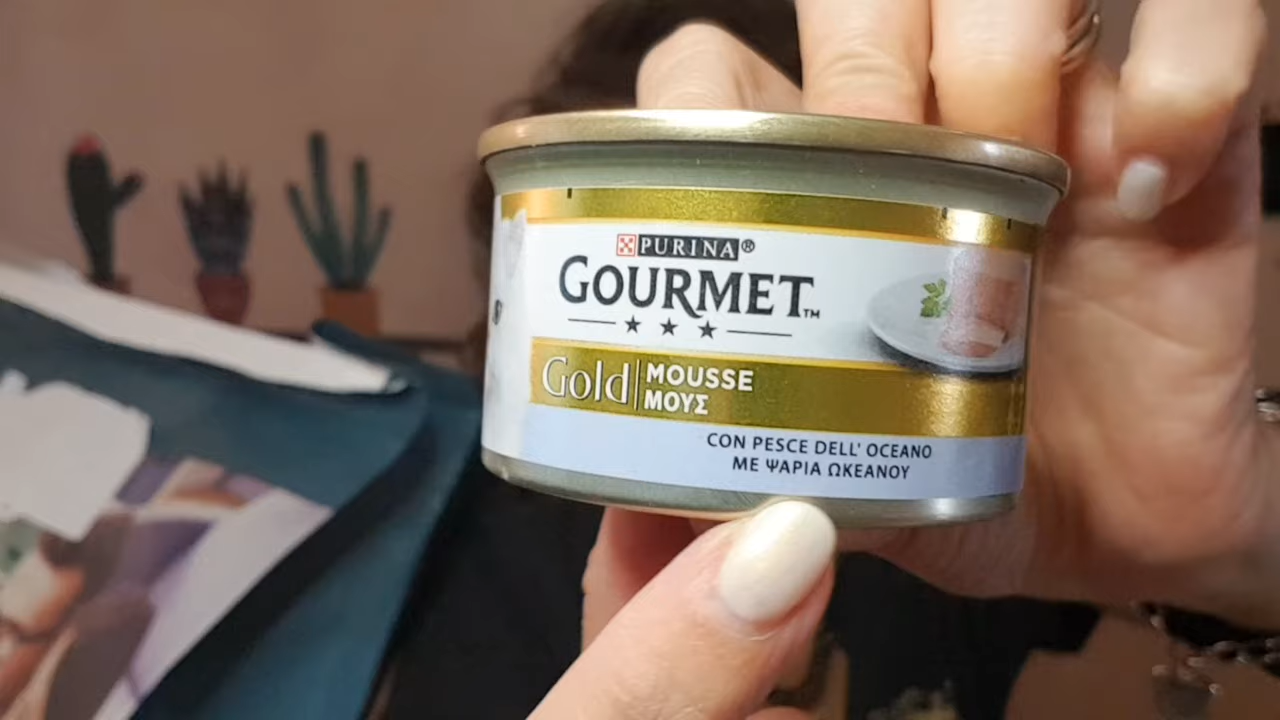 PURINA®
GOURMET™
Gold MOUSSE
ΜΟΥΣ
CON PESCE DELL' OCEANO
ΜΕ ΨΑΡΙΑ ΩΚΕΑΝΟΥ